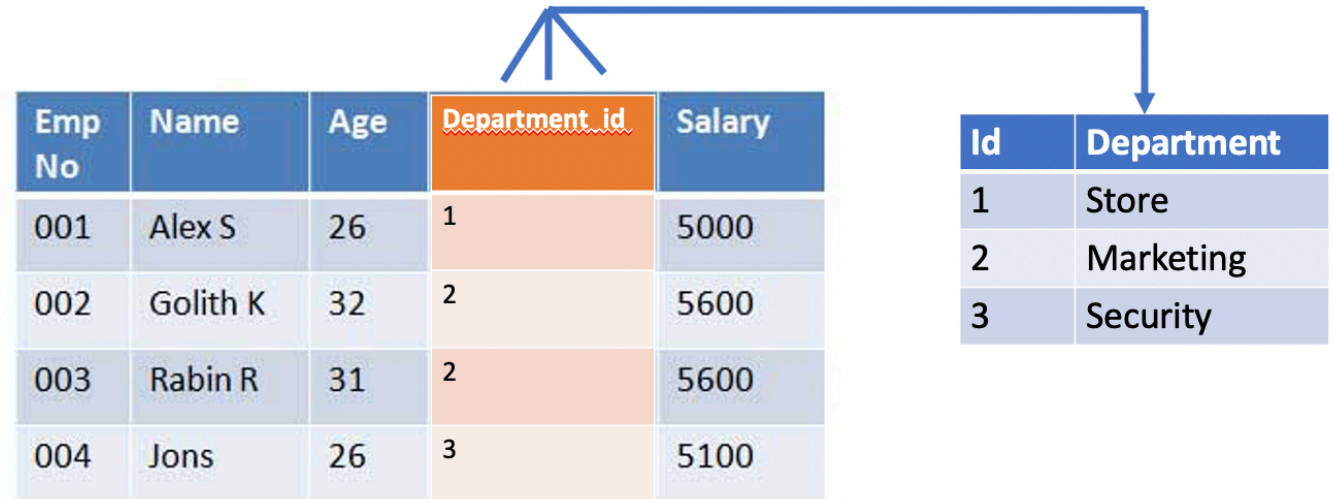 Emp No Name Age Department_id Salary
001 Alex S 26 1 5000
002 Golith K 32 2 5600
003 Rabin R 31 2 5600
004 Jons 26 3 5100
Id Department
1 Store
2 Marketing
3 Security